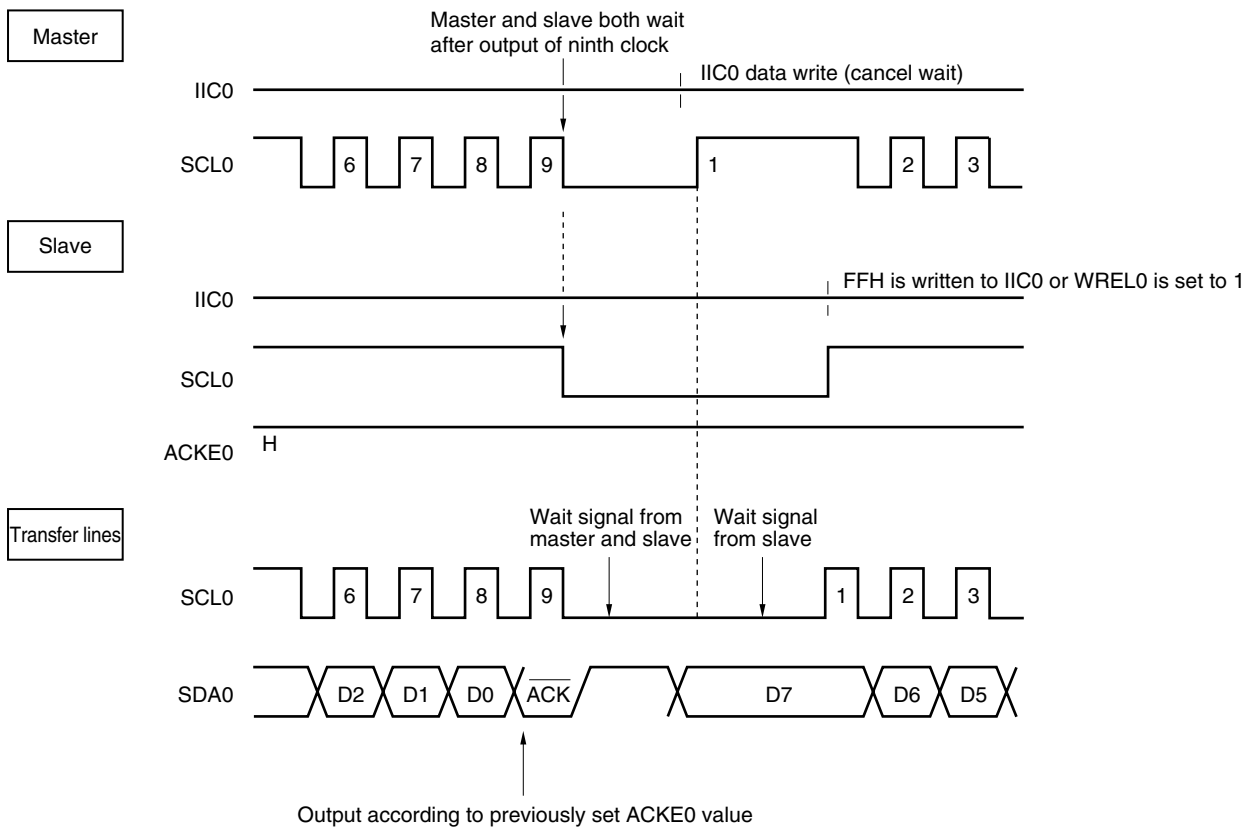 Master
Master and slave both wait
after output of ninth clock
IIC0 data write (cancel wait)
IIC0
SCL0
6 7 8 9 1 2 3
Slave
FFH is written to IIC0 or WREL0 is set to 1
IIC0
SCL0
H
ACKE0
Transfer lines
Wait signal from
master and slave
Wait signal
from slave
SCL0
6 7 8 9 1 2 3
SDA0
D2 D1 D0 ACK D7 D6 D5
Output according to previously set ACKE0 value